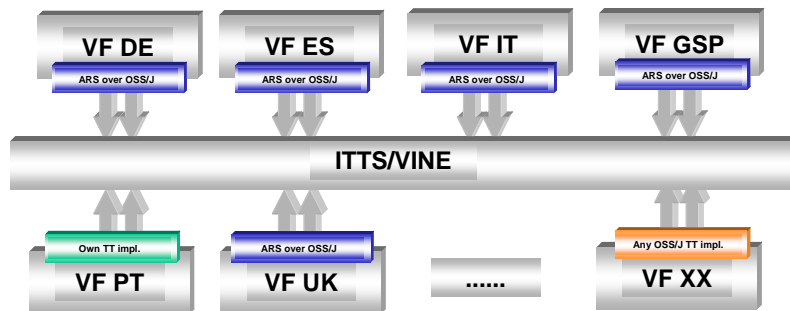 VF DE
VF ES
VF IT
VF GSP
ARS over OSS/J
ARS over OSS/J
ARS over OSS/J
ARS over OSS/J
ITTS/VINE
Own TT impl.
ARS over OSS/J
Any OSS/J TT impl.
VF PT
VF UK
......
VF XX